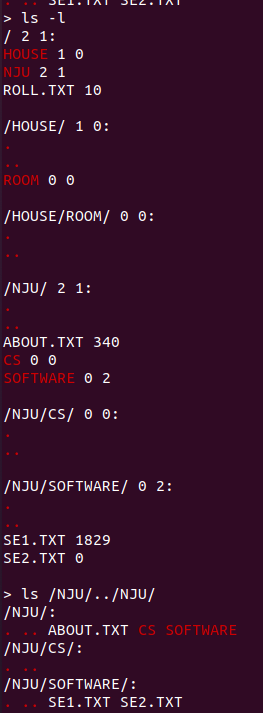 . .. SE1.TXT SE2.TXT
> ls -l
/ 2 1:
HOUSE 1 0
NJU 2 1
ROLL.TXT 10
/HOUSE/ 1 0:
.
..
ROOM 0 0
/HOUSE/ROOM/ 0 0:
.
..
/NJU/ 2 1:
.
..
ABOUT.TXT 340
CS 0 0
SOFTWARE 0 2
/NJU/CS/ 0 0:
.
..
/NJU/SOFTWARE/ 0 2:
.
..
SE1.TXT 1829
SE2.TXT 0
> ls /NJU/../NJU/
/NJU/:
. .. ABOUT.TXT CS SOFTWARE
/NJU/CS/:
. ..
/NJU/SOFTWARE/:
. .. SE1.TXT SE2.TXT